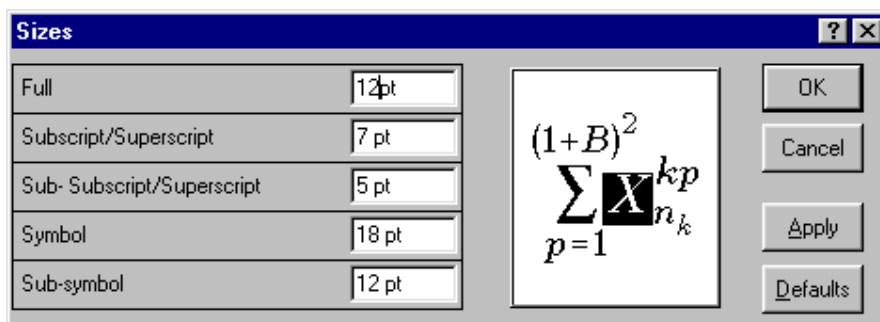 Sizes
Full 12pt
Subscript/Superscript 7 pt
Sub- Subscript/Superscript 5 pt
Symbol 18 pt
Sub-symbol 12 pt
(1+B)²
∑ X kp
n k
p=1
OK
Cancel
Apply
Defaults